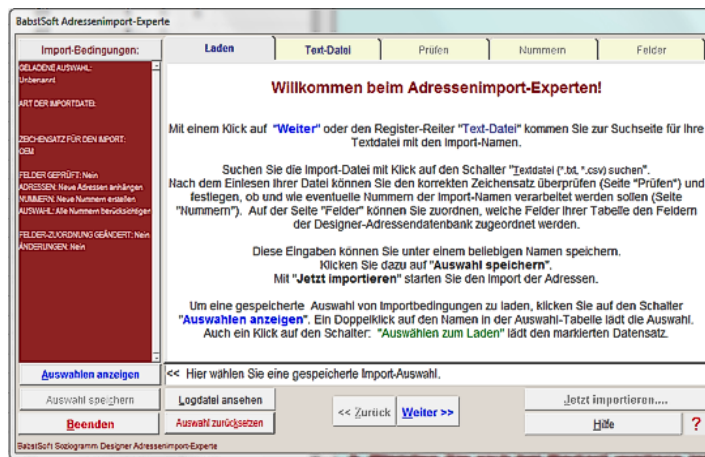 BabstSoft Adressenimport-Experte
Import-Bedingungen:
Laden
Text-Datei
Prüfen
Nummern
Felder
GELADENE AUSWAHL:
Unbenannt
ART DER IMPORTDATEI:
ZEICHENSATZ FÜR DEN IMPORT:
OEM
FELDER GEPRÜFT: Nein
ADRESSEN: Neue Adressen anhängen
NUMMERN: Neue Nummern erstellen
AUSWAHL: Alle Nummern berücksichtigen
FELDER-ZUORDNUNG GEÄNDERT: Nein
ÄNDERUNGEN: Nein
Willkommen beim Adressenimport-Experten!
Mit einem Klick auf "Weiter" oder den Register-Reiter "Text-Datei" kommen Sie zur Suchseite für Ihre
Textdatei mit den Import-Namen.
Suchen Sie die Import-Datei mit Klick auf den Schalter "Textdatei (*.txt, *.csv) suchen".
Nach dem Einlesen Ihrer Datei können Sie den korrekten Zeichensatz überprüfen (Seite "Prüfen") und
festlegen, ob und wie eventuelle Nummern der Import-Namen verarbeitet werden sollen (Seite
"Nummern"). Auf der Seite "Felder" können Sie zuordnen, welche Felder Ihrer Tabelle den Feldern
der Designer-Adressendatenbank zugeordnet werden.
Diese Eingaben können Sie unter einem beliebigen Namen speichern.
Klicken Sie dazu auf "Auswahl speichern".
Mit "Jetzt importieren" starten Sie den Import der Adressen.
Um eine gespeicherte Auswahl von Importbedingungen zu laden, klicken Sie auf den Schalter
"Auswahlen anzeigen". Ein Doppelklick auf den Namen in der Auswahl-Tabelle lädt die Auswahl.
Auch ein Klick auf den Schalter: "Auswählen zum Laden" lädt den markierten Datensatz.
Auswahlen anzeigen
<< Hier wählen Sie eine gespeicherte Import-Auswahl.
Auswahl speichern
Logdatei ansehen
<< Zurück
Weiter >>
Jetzt importieren....
Beenden
Auswahl zurücksetzen
Hilfe
?
BabstSoft Soziogramm Designer Adressenimport-Experte